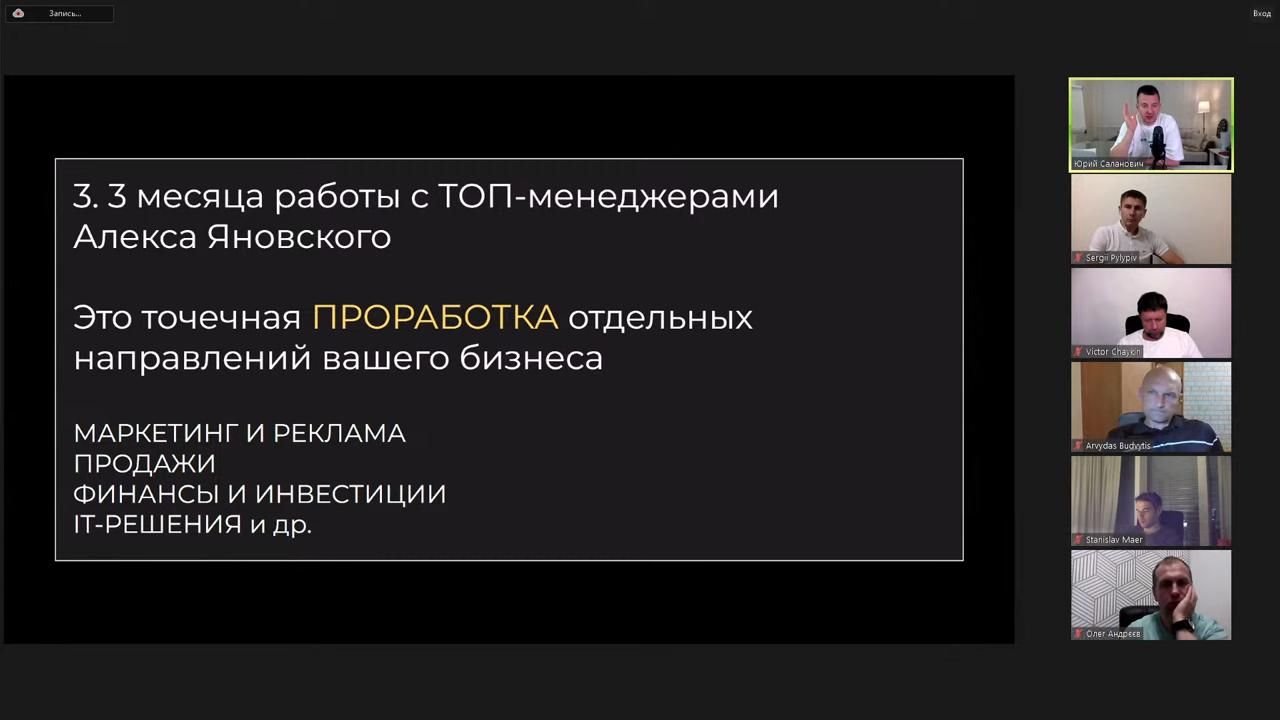 Запись...
Вход
3. 3 месяца работы с ТОП-менеджерами
Алекса Яновского
Это точечная ПРОРАБОТКА отдельных
направлений вашего бизнеса
МАРКЕТИНГ И РЕКЛАМА
ПРОДАЖИ
ФИНАНСЫ И ИНВЕСТИЦИИ
IT-РЕШЕНИЯ и др.
Юрий Саланович
Sergii Pylypiv
Victor Chaykin
Arvydas Budvytis
Stanislav Maer
Олег Андрєєв